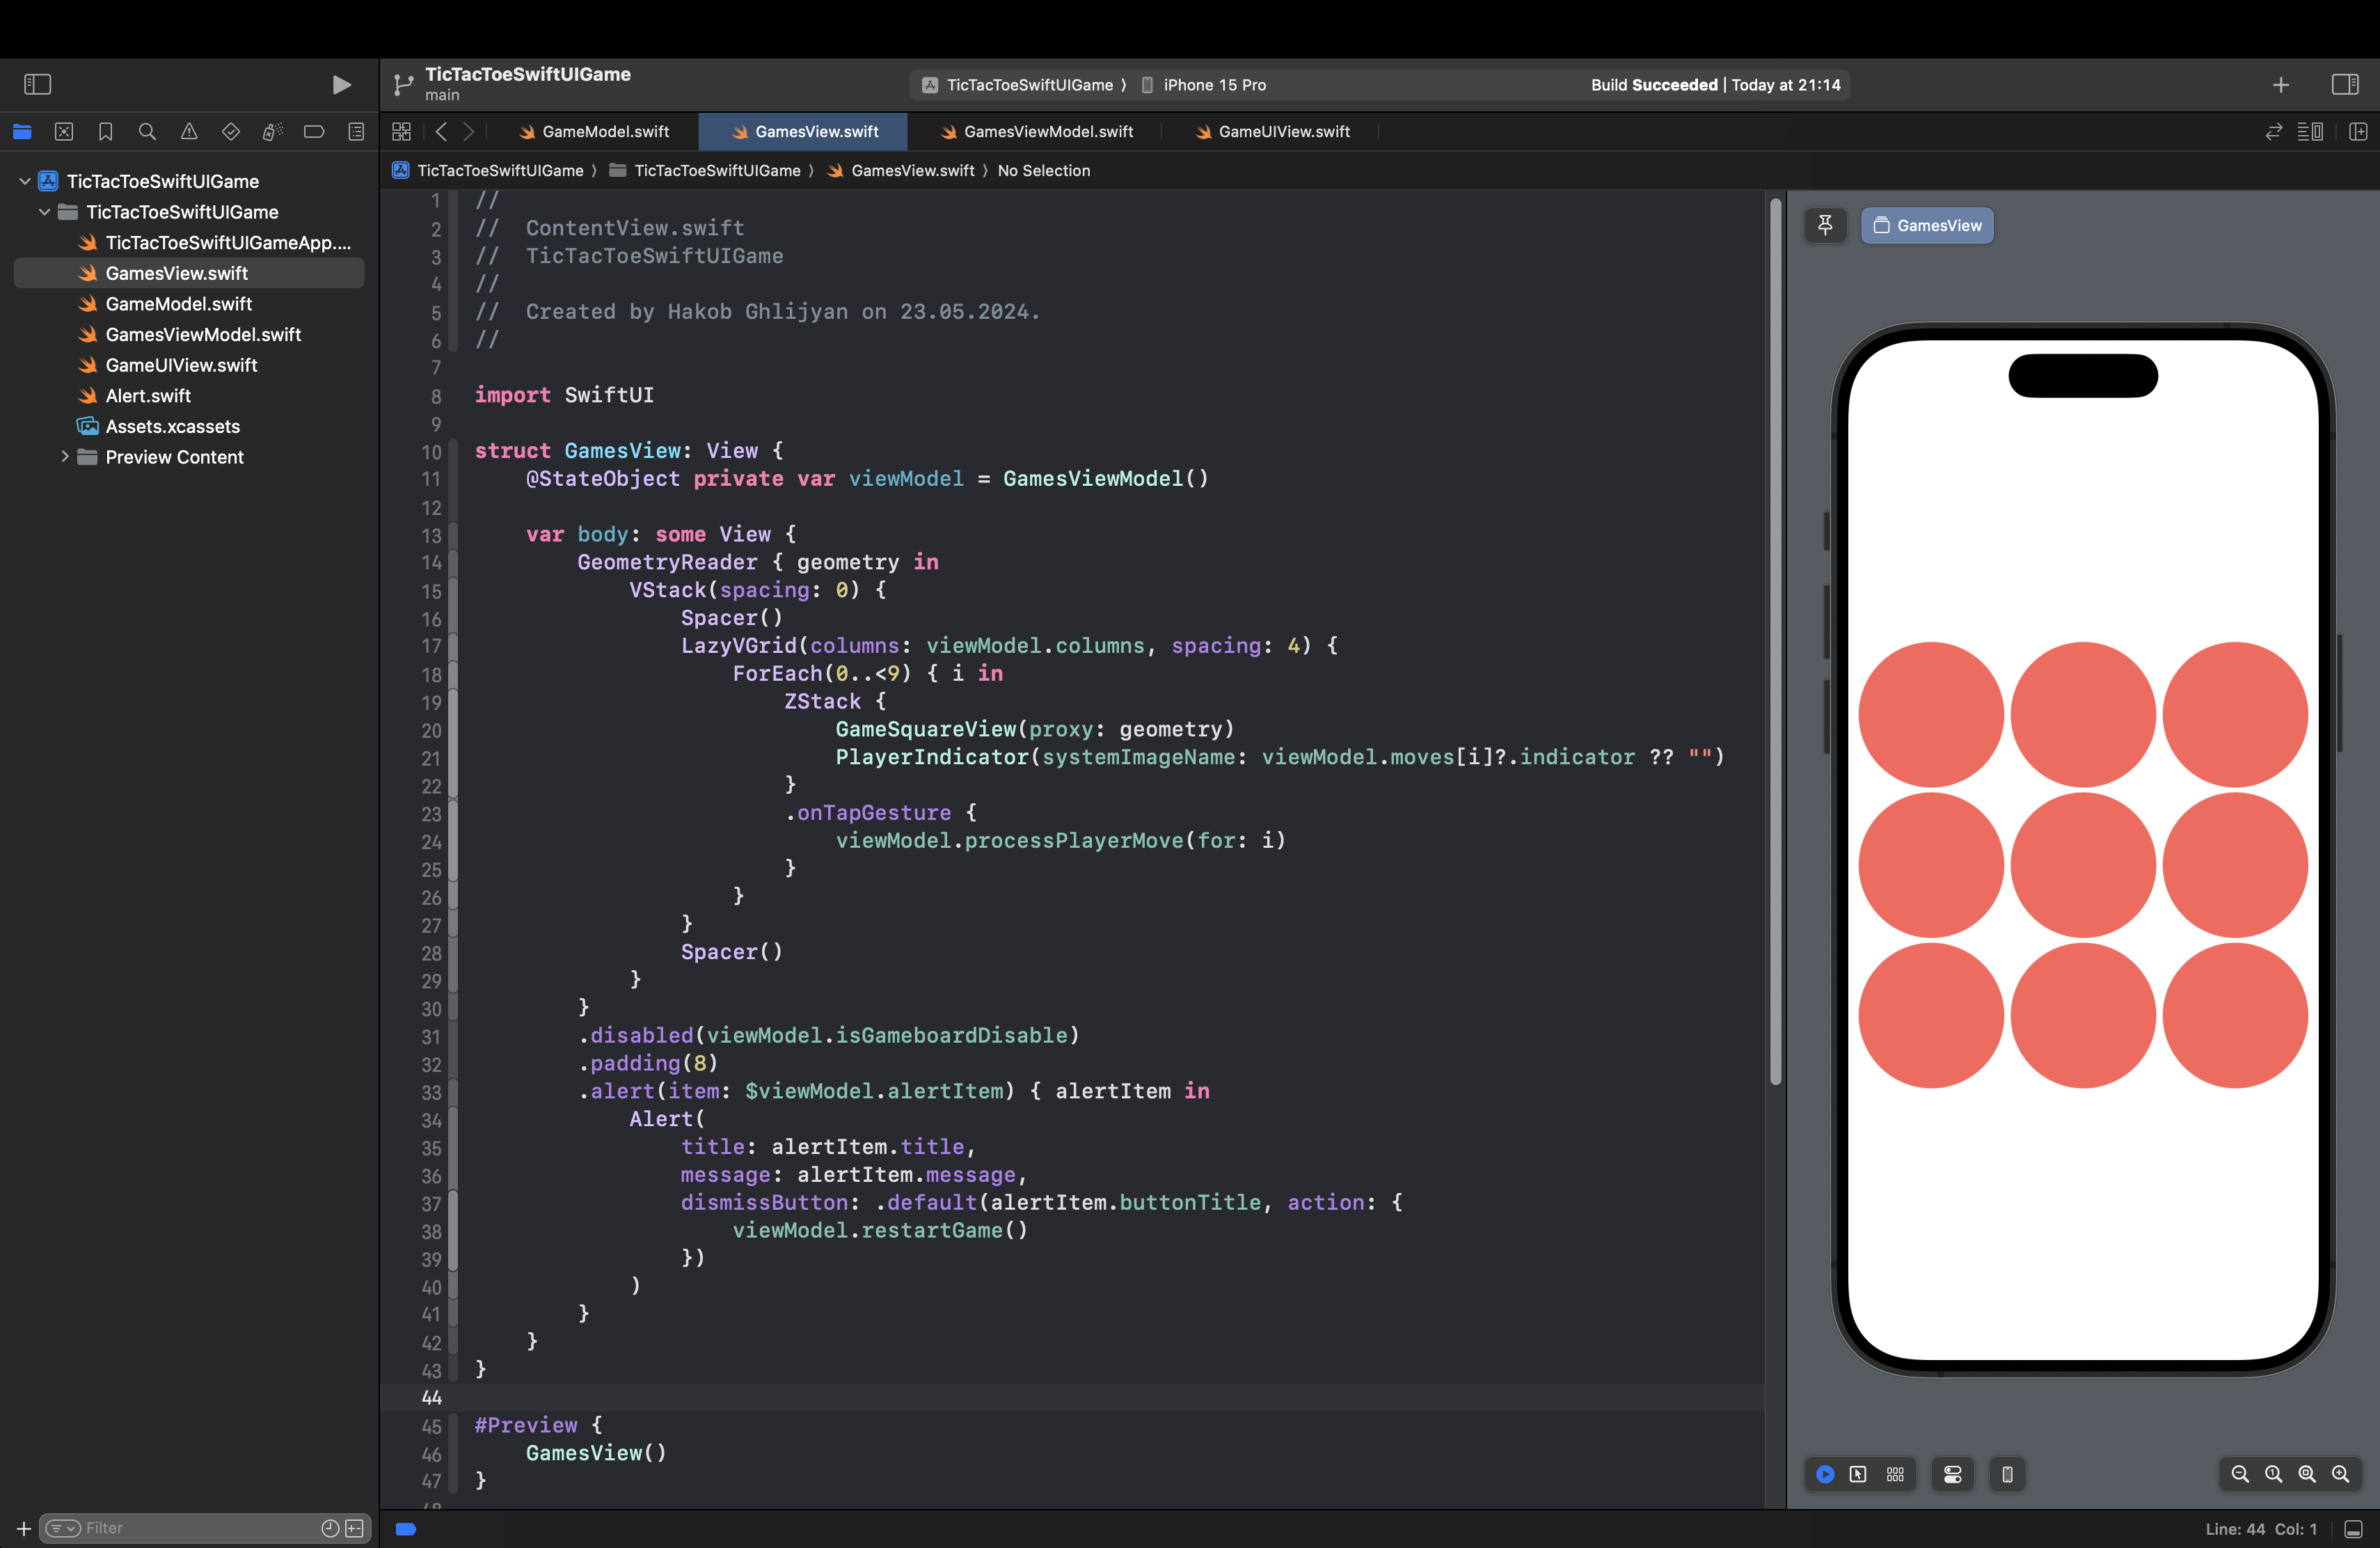 TicTacToeSwiftUIGame
main
TicTacToeSwiftUIGame 〉 iPhone 15 Pro
Build Succeeded | Today at 21:14
GameModel.swift
GamesView.swift
GamesViewModel.swift
GameUIView.swift
TicTacToeSwiftUIGame 〉 TicTacToeSwiftUIGame 〉 GamesView.swift 〉 No Selection
TicTacToeSwiftUIGame
TicTacToeSwiftUIGame
TicTacToeSwiftUIGameApp....
GamesView.swift
GameModel.swift
GamesViewModel.swift
GameUIView.swift
Alert.swift
Assets.xcassets
Preview Content
Filter
1 //
2 //  ContentView.swift
3 //  TicTacToeSwiftUIGame
4 //
5 //  Created by Hakob Ghlijyan on 23.05.2024.
6 //
7
8 import SwiftUI
9
10 struct GamesView: View {
11     @StateObject private var viewModel = GamesViewModel()
12
13     var body: some View {
14         GeometryReader { geometry in
15             VStack(spacing: 0) {
16                 Spacer()
17                 LazyVGrid(columns: viewModel.columns, spacing: 4) {
18                     ForEach(0..<9) { i in
19                         ZStack {
20                             GameSquareView(proxy: geometry)
21                             PlayerIndicator(systemImageName: viewModel.moves[i]?.indicator ?? "")
22                         }
23                         .onTapGesture {
24                             viewModel.processPlayerMove(for: i)
25                         }
26                     }
27                 }
28                 Spacer()
29             }
30         }
31         .disabled(viewModel.isGameboardDisable)
32         .padding(8)
33         .alert(item: $viewModel.alertItem) { alertItem in
34             Alert(
35                 title: alertItem.title,
36                 message: alertItem.message,
37                 dismissButton: .default(alertItem.buttonTitle, action: {
38                     viewModel.restartGame()
39                 })
40             )
41         }
42     }
43 }
44
45 #Preview {
46     GamesView()
47 }
48
GamesView
Line: 44 Col: 1